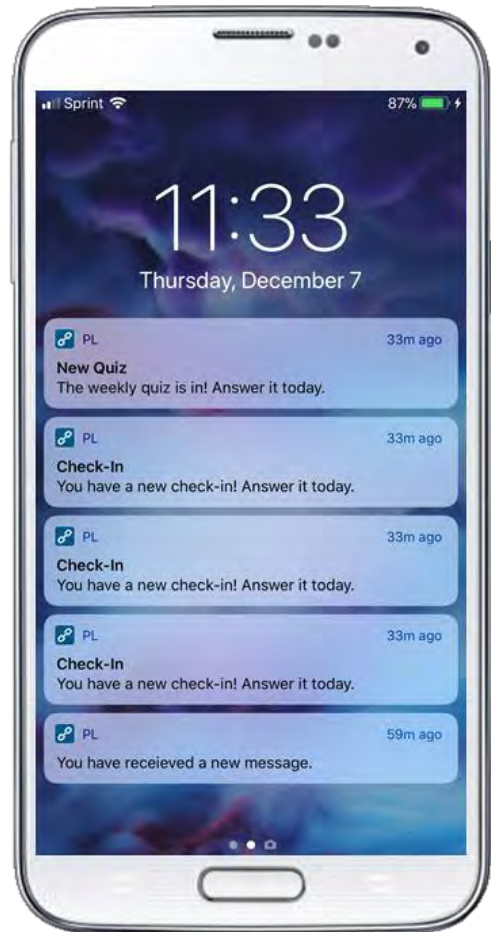 Sprint 87%
11:33
Thursday, December 7
PL 33m ago
New Quiz
The weekly quiz is in! Answer it today.
PL 33m ago
Check-In
You have a new check-in! Answer it today.
PL 33m ago
Check-In
You have a new check-in! Answer it today.
PL 33m ago
Check-In
You have a new check-in! Answer it today.
PL 59m ago
You have receieved a new message.